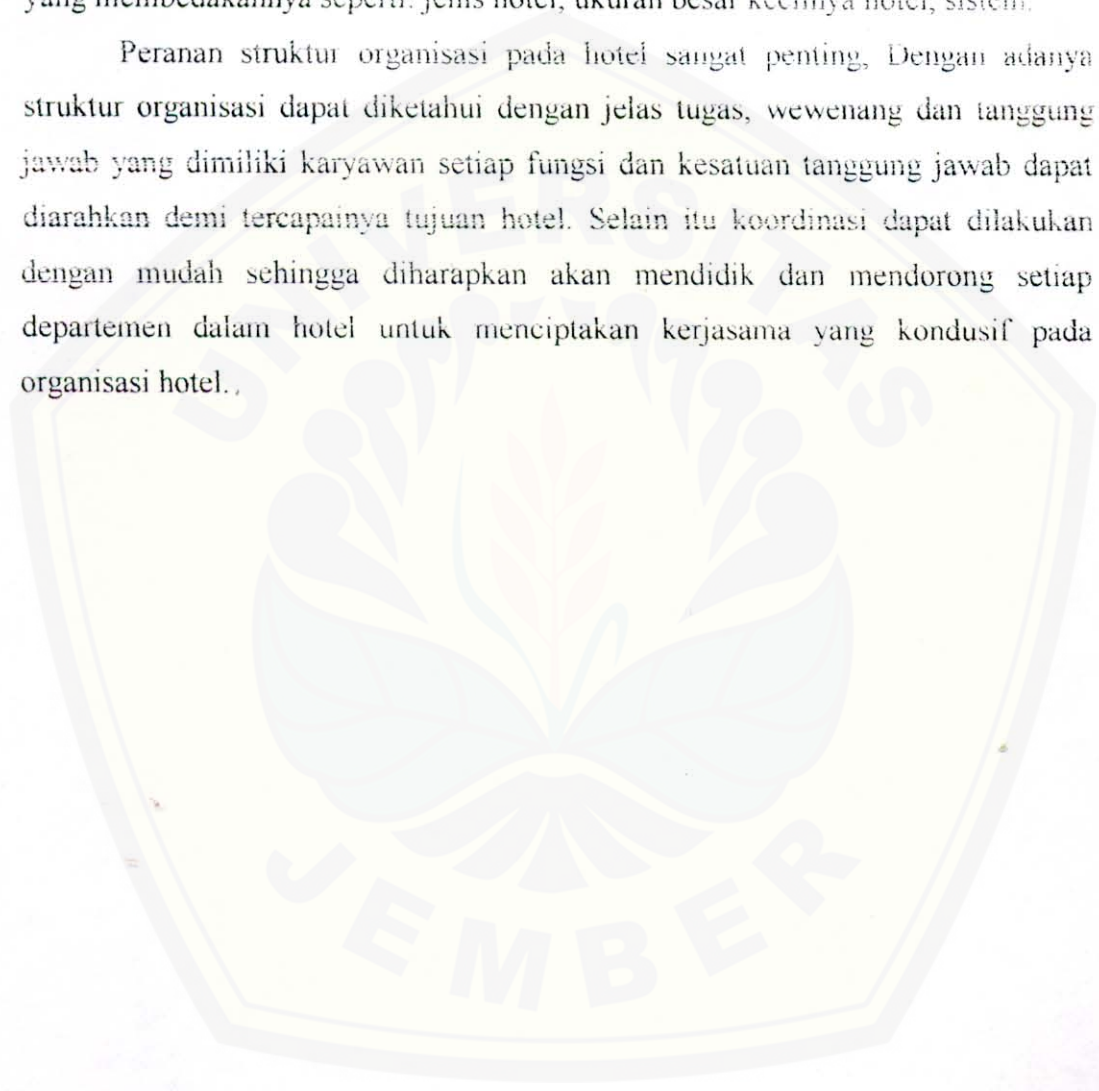 yang membedakannya seperti: jenis hotel, ukuran besar kecilnya hotel, sistem.
Peranan struktur organisasi pada hotel sangat penting, Dengan adanya
struktur organisasi dapat diketahui dengan jelas tugas, wewenang dan tanggung
jawab yang dimiliki karyawan setiap fungsi dan kesatuan tanggung jawab dapat
diarahkan demi tercapainya tujuan hotel. Selain itu koordinasi dapat dilakukan
dengan mudah sehingga diharapkan akan mendidik dan mendorong setiap
departemen dalam hotel untuk menciptakan kerjasama yang kondusif pada
organisasi hotel.
UNIVERSITAS
JEMBER